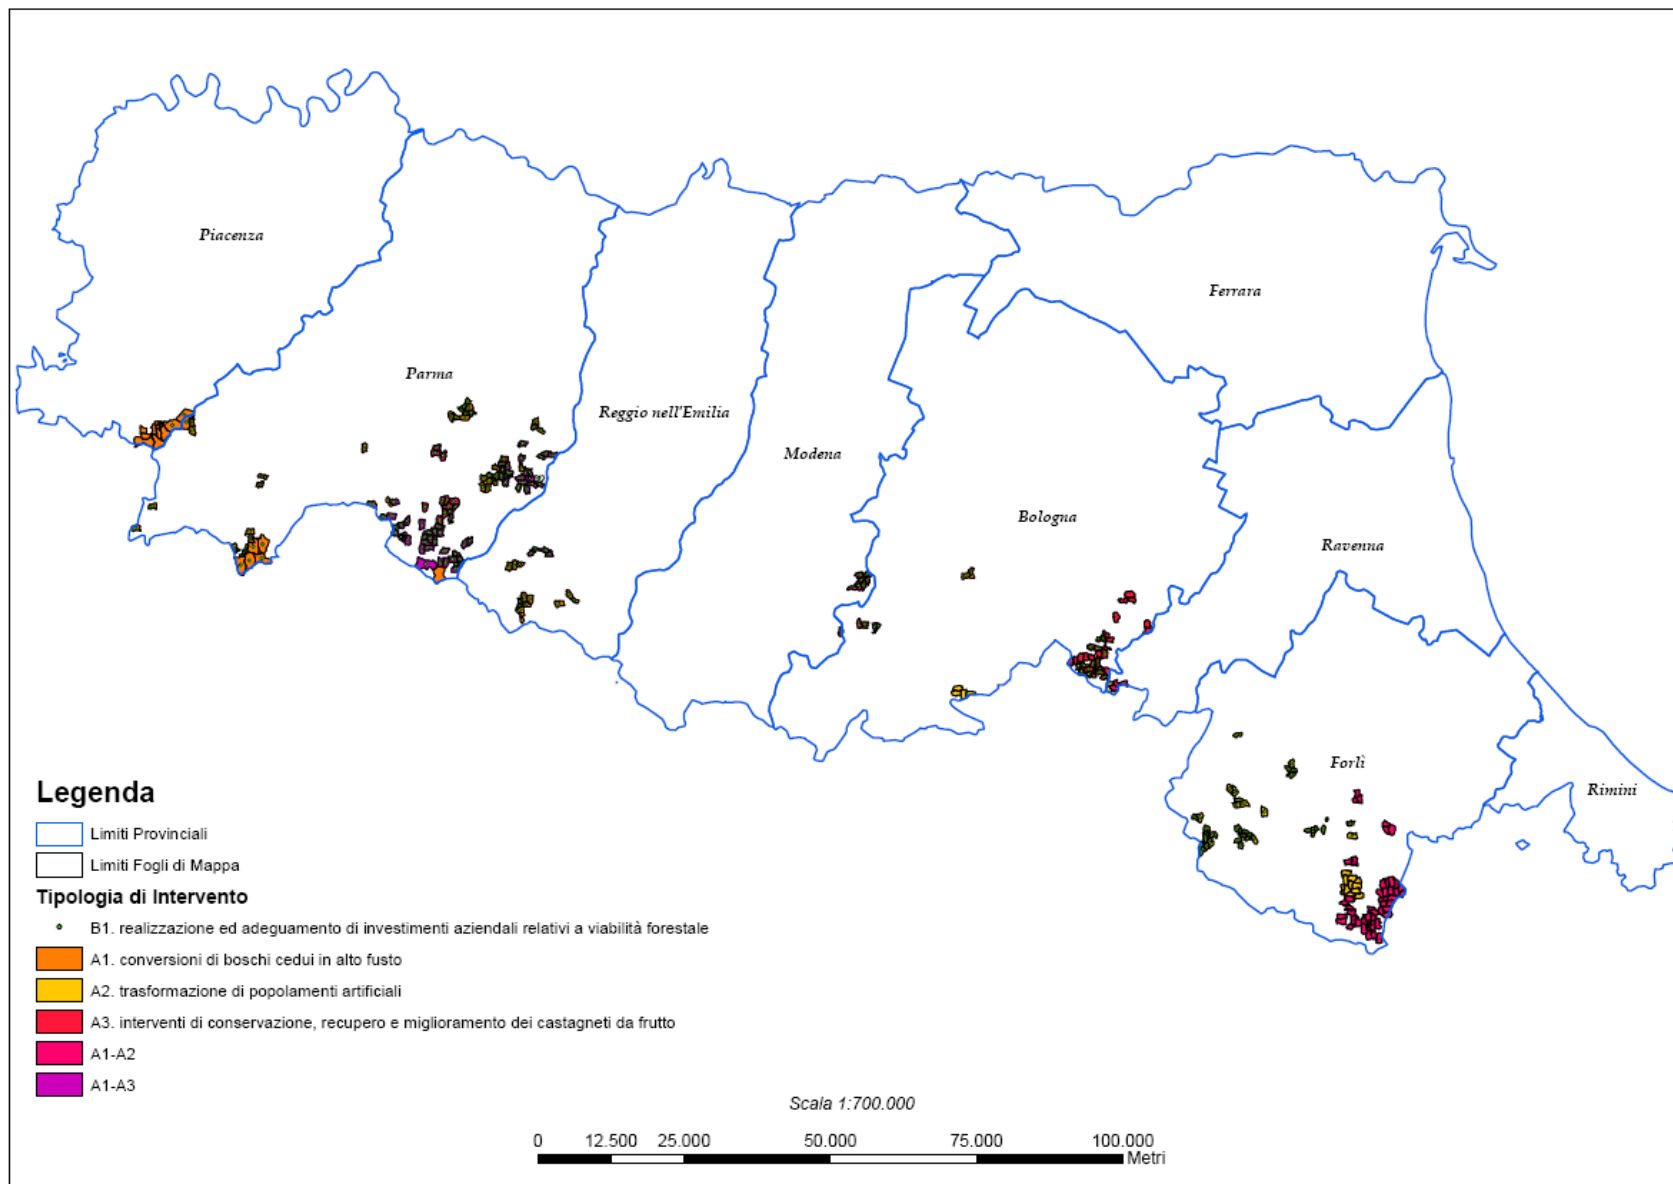 Piacenza
Ferrara
Parma
Reggio nell'Emilia
Modena
Bologna
Ravenna
Forlì
Rimini
Legenda
Limiti Provinciali
Limiti Fogli di Mappa
Tipologia di Intervento
B1. realizzazione ed adeguamento di investimenti aziendali relativi a viabilità forestale
A1. conversioni di boschi cedui in alto fusto
A2. trasformazione di popolamenti artificiali
A3. interventi di conservazione, recupero e miglioramento dei castagneti da frutto
A1-A2
A1-A3
Scala 1:700.000
0 12.500 25.000 50.000 75.000 100.000
Metri